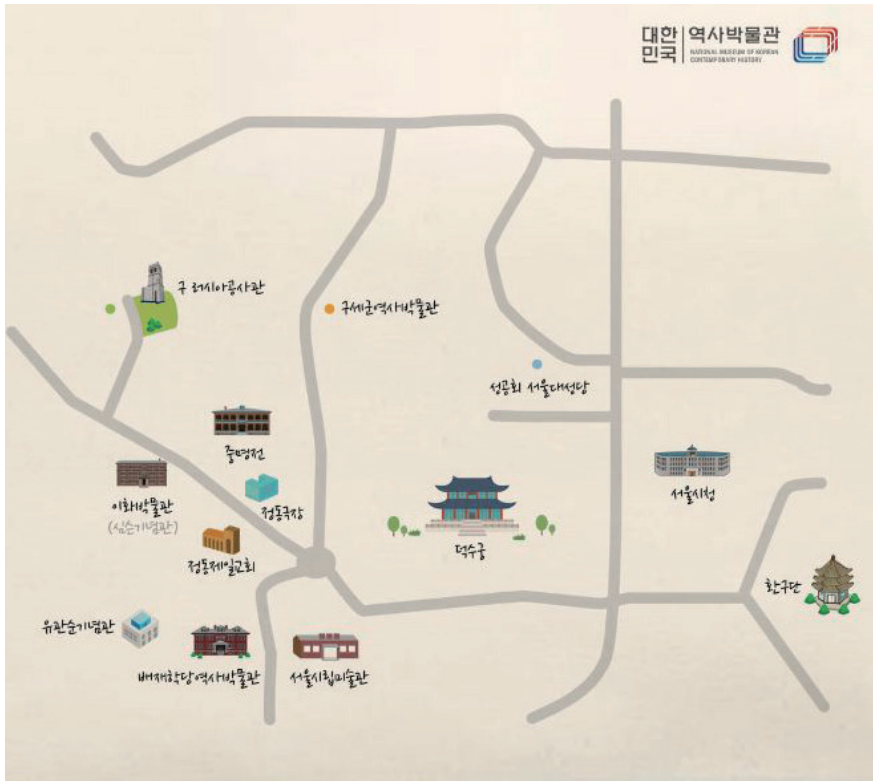 대한민국 역사박물관
NATIONAL MUSEUM OF KOREAN
CONTEMPORARY HISTORY
구 러시아공사관
구세군역사박물관
성공회 서울대성당
중명전
서울시청
이화박물관
(심슨기념관)
정동극장
덕수궁
정동제일교회
환구단
유관순기념관
배재학당역사박물관
서울시립미술관